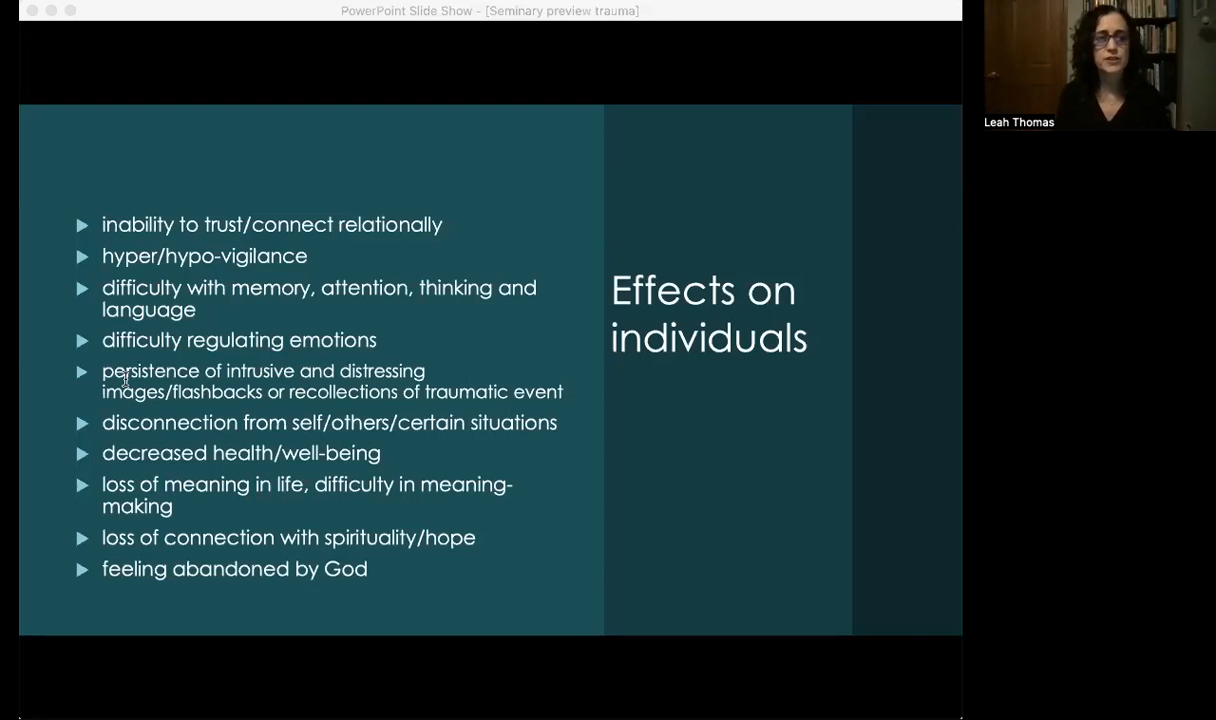 PowerPoint Slide Show - [Seminary preview trauma]
Leah Thomas
inability to trust/connect relationally
hyper/hypo-vigilance
difficulty with memory, attention, thinking and
language
difficulty regulating emotions
persistence of intrusive and distressing
images/flashbacks or recollections of traumatic event
disconnection from self/others/certain situations
decreased health/well-being
loss of meaning in life, difficulty in meaning-
making
loss of connection with spirituality/hope
feeling abandoned by God
Effects on
individuals